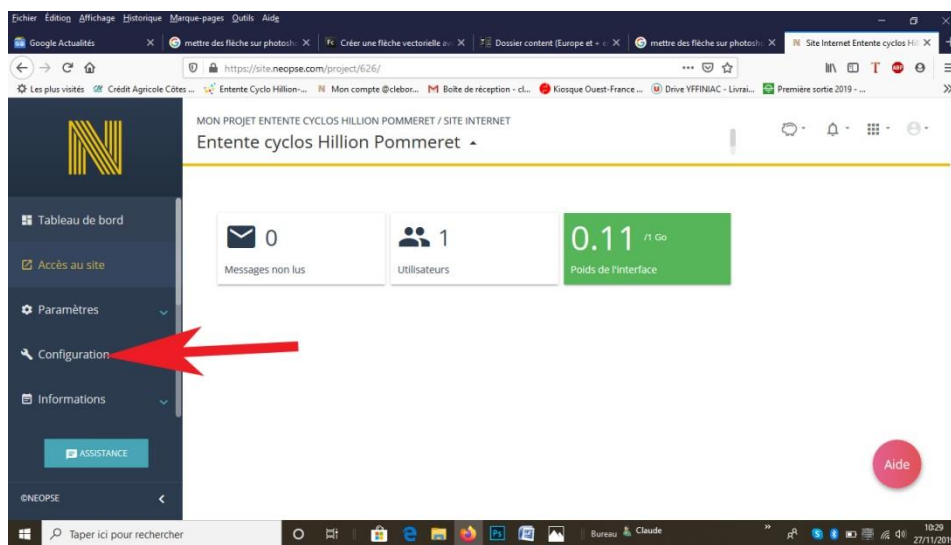 Fichier Édition Affichage Historique Marque-pages Outils Aide
Google Actualités
mettre des flèche sur photosh
Créer une flèche vectorielle av
Dossier content (Europe et + e
mettre des flèche sur photosh
Site Internet Entente cyclos Hil
https://site.neopse.com/project/626/
Les plus visités Crédit Agricole Côtes ... Entente Cyclo Hillion-... Mon compte @clebor... Boîte de réception - cl... Kiosque Ouest-France ... Drive YFFINIAC - Livrai... Première sortie 2019 - ...
MON PROJET ENTENTE CYCLOS HILLION POMMERET / SITE INTERNET
Entente cyclos Hillion Pommeret
N
Tableau de bord
Accès au site
Paramètres
Configuration
Informations
ASSISTANCE
©NEOPSE
0
Messages non lus
1
Utilisateurs
0.11 /1 Go
Poids de l'interface
Aide
Taper ici pour rechercher
Bureau
Claude
10:29
27/11/201